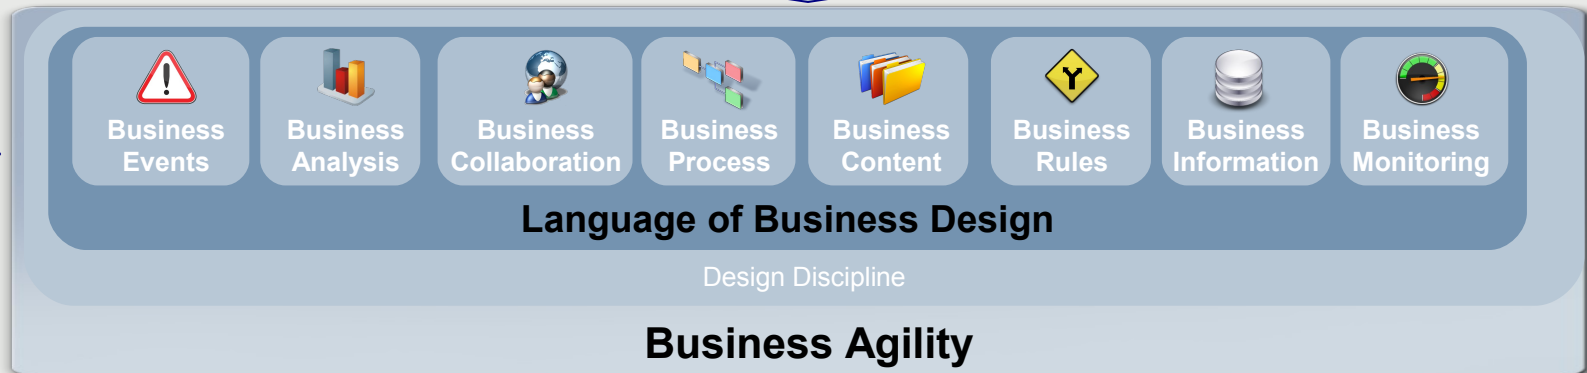 Business
Events
Business
Analysis
Business
Collaboration
Business
Process
Business
Content
Business
Rules
Business
Information
Business
Monitoring
Language of Business Design
Design Discipline
Business Agility